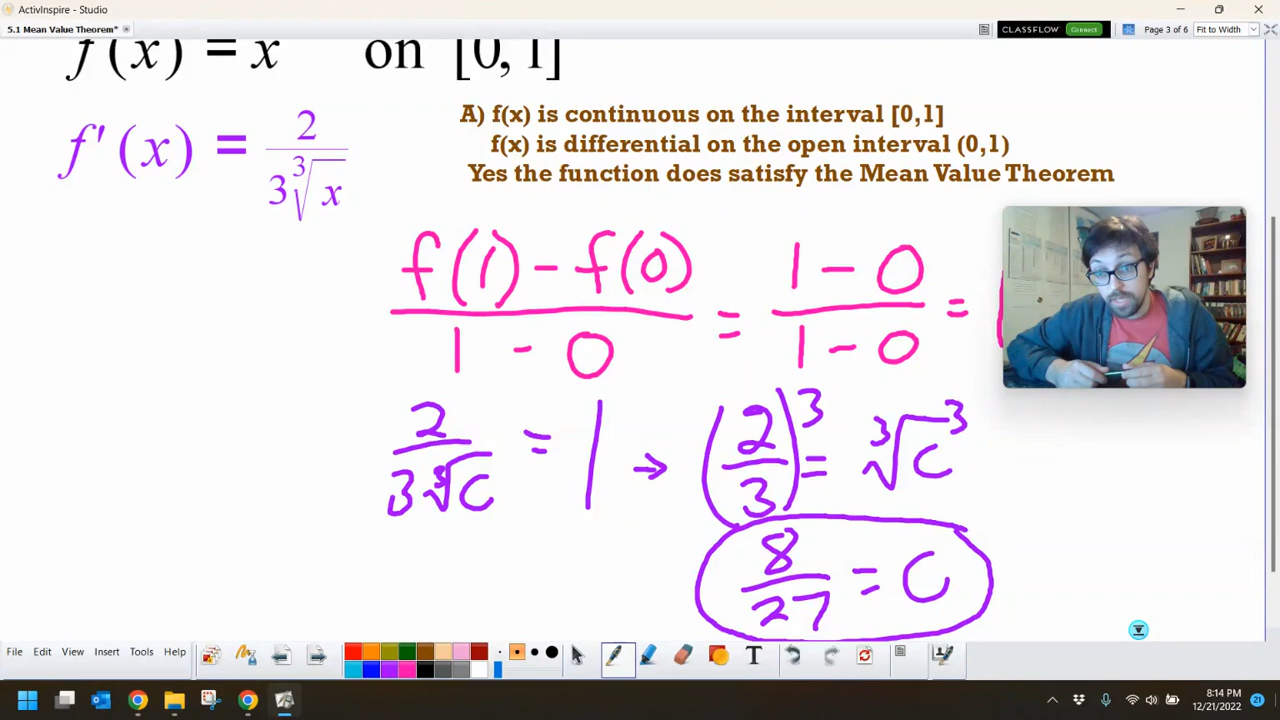 ActivInspire - Studio
5.1 Mean Value Theorem*
CLASSFLOW Connect
Page 3 of 6 Fit to Width
f(x) = x on [0, 1]
f'(x) = 2 / 3∛x
A) f(x) is continuous on the interval [0,1]
f(x) is differential on the open interval (0,1)
Yes the function does satisfy the Mean Value Theorem
f(1) - f(0) / 1 - 0 = 1 - 0 / 1 - 0 =
2 / 3∛c = 1 → (2/3)³ = ∛c³
8/27 = c
File Edit View Insert Tools Help
8:14 PM
12/21/2022
21